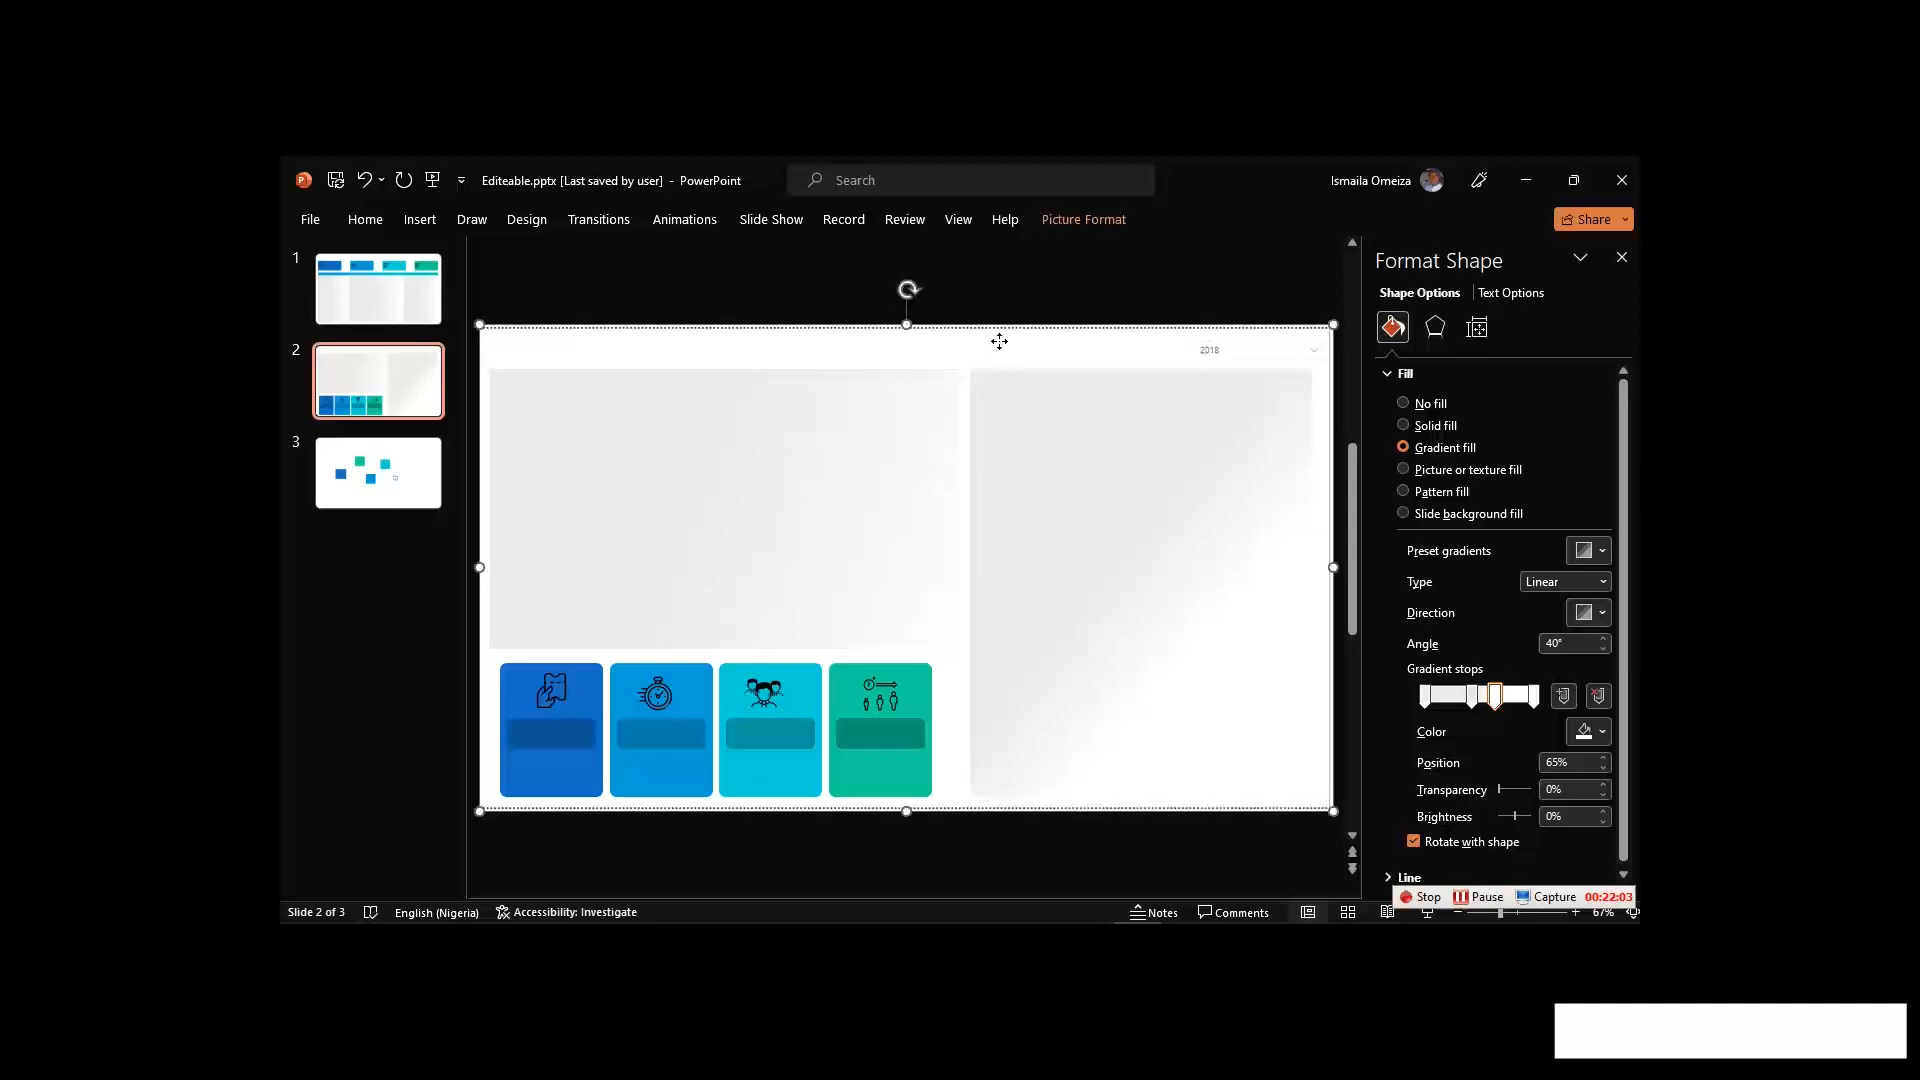 Editeable.pptx [Last saved by user] - PowerPoint
Search
Ismaila Omeiza
File Home Insert Draw Design Transitions Animations Slide Show Record Review View Help Picture Format
Share
1
2
3
2018
Format Shape
Shape Options Text Options
Fill
No fill
Solid fill
Gradient fill
Picture or texture fill
Pattern fill
Slide background fill
Preset gradients
Type Linear
Direction
Angle 40°
Gradient stops
Color
Position 65%
Transparency 0%
Brightness 0%
Rotate with shape
Line
Stop Pause Capture 00:22:03
Slide 2 of 3 English (Nigeria) Accessibility: Investigate Notes Comments 67%